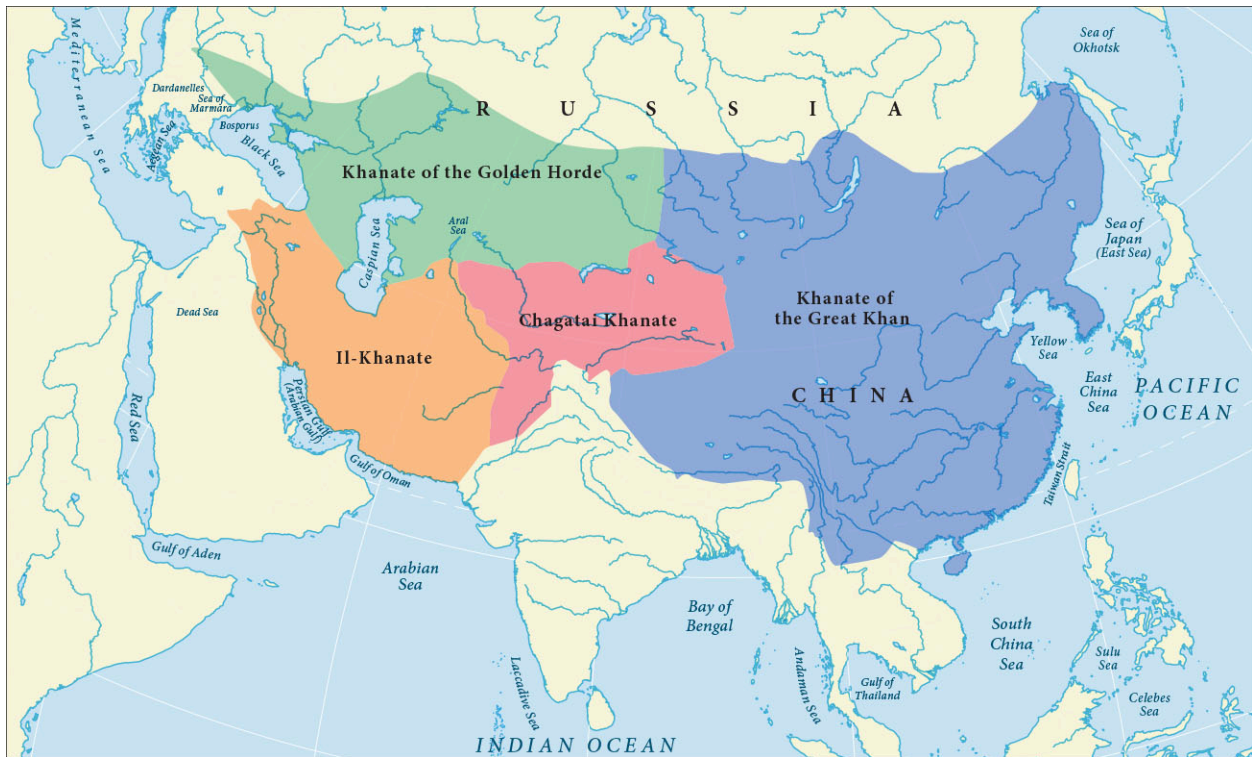 Mediterranean Sea
Dardanelles
Sea of
Marmara
Bosporus
Aegean Sea
Black Sea
R U S S I A
Sea of
Okhotsk
Khanate of the Golden Horde
Caspian Sea
Aral
Sea
Sea of
Japan
(East Sea)
Dead Sea
Il-Khanate
Chagatai Khanate
Khanate of
the Great Khan
Yellow
Sea
East
China
Sea
PACIFIC
OCEAN
CHINA
Red Sea
Persian Gulf
(Arabian Gulf)
Gulf of Oman
Taiwan Strait
Gulf of Aden
Arabian
Sea
Bay of
Bengal
South
China
Sea
Laccadive Sea
Andaman Sea
Gulf of
Thailand
Sulu
Sea
Celebes
Sea
INDIAN OCEAN